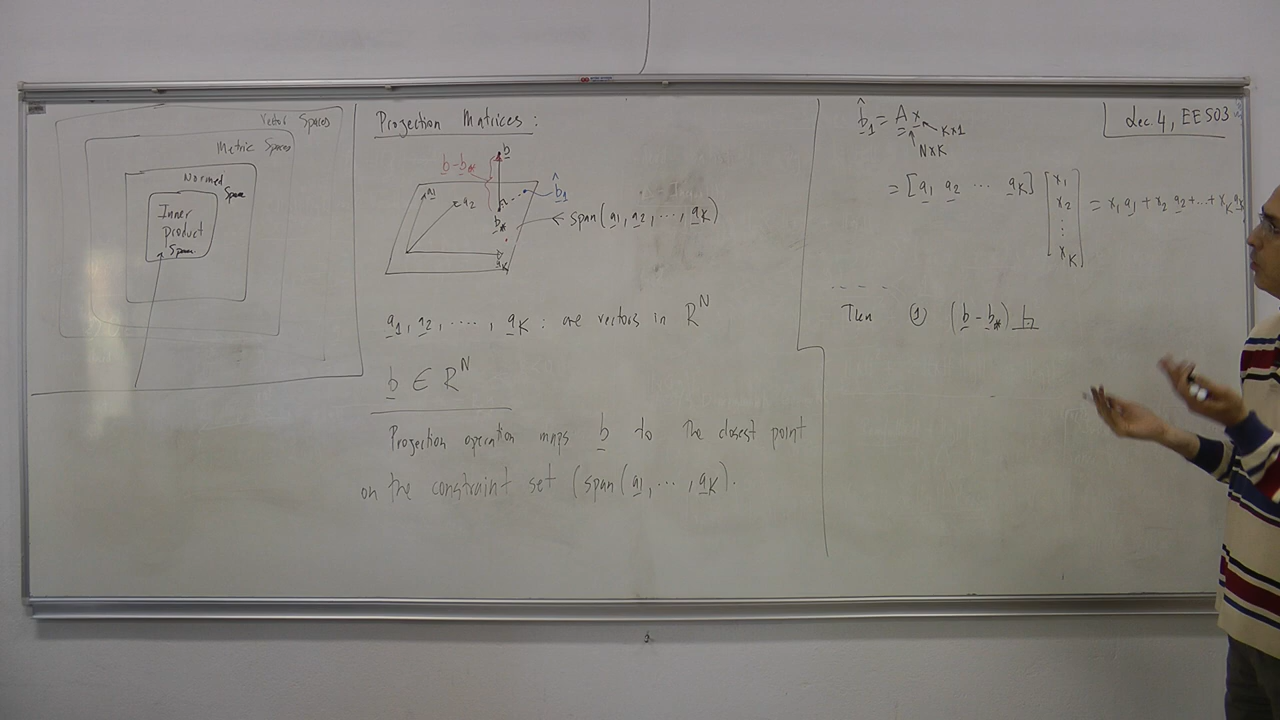 Vector Spaces
Metric Spaces
Normed
Space
Inner
product
Space
Projection Matrices:
b
b-b*
a1
a2
b̂1
b*
aK
← span(a1, a2, ..., aK)
a1, a2, ....., aK : are vectors in R^N
b ∈ R^N
Projection operation maps b to the closest point
on the constraint set (span(a1, ..., aK).
b̂1 = A x
K×1
N×K
= [a1 a2 ... aK] [x1 x2 ⋮ xK] = x1 a1 + x2 a2 + ... + xK aK
Then ① (b - b*) ⊥ b
Lec. 4, EE503